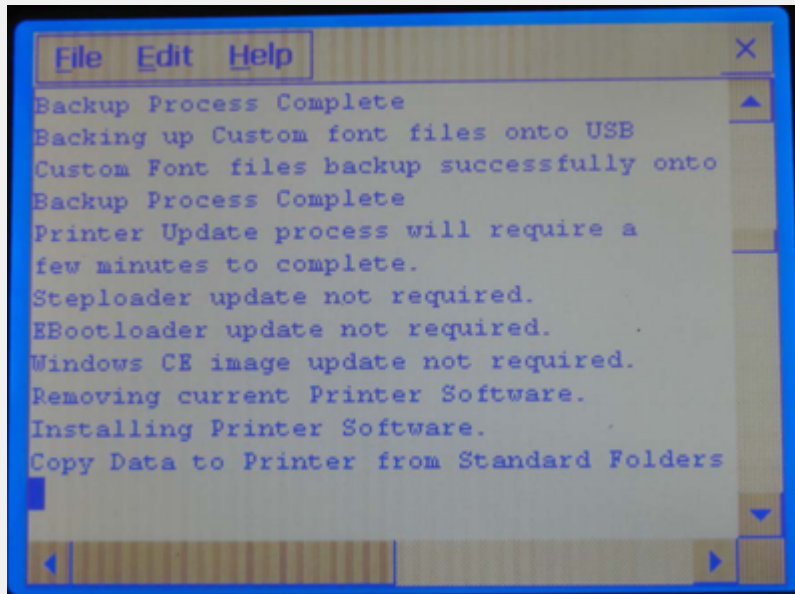 File Edit Help
Backup Process Complete
Backing up Custom font files onto USB
Custom Font files backup successfully onto
Backup Process Complete
Printer Update process will require a
few minutes to complete.
Steploader update not required.
EBootloader update not required.
Windows CE image update not required.
Removing current Printer Software.
Installing Printer Software.
Copy Data to Printer from Standard Folders